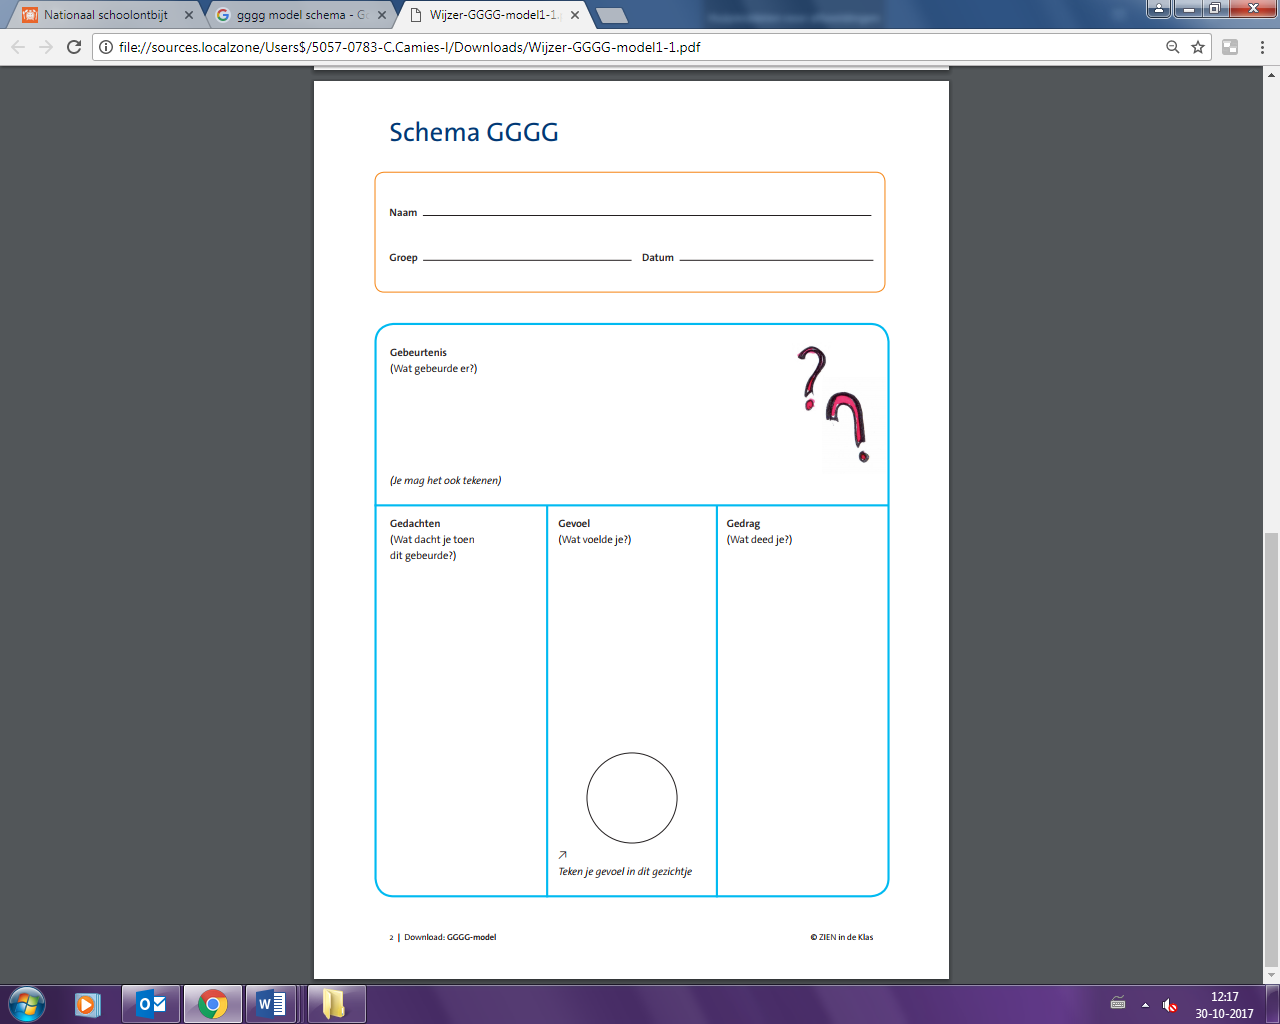 Nationaal schoolontbijt
gggg model schema - G
Wijzer-GGGG-model1-1.
file://sources.localzone/Users$/5057-0783-C.Camies-l/Downloads/Wijzer-GGGG-model1-1.pdf
Schema GGGG
Naam
Groep Datum
Gebeurtenis
(Wat gebeurde er?)
(Je mag het ook tekenen)
Gedachten
(Wat dacht je toen
dit gebeurde?)
Gevoel
(Wat voelde je?)
Teken je gevoel in dit gezichtje
Gedrag
(Wat deed je?)
2 | Download: GGGG-model
© ZIEN in de Klas
12:17
30-10-2017